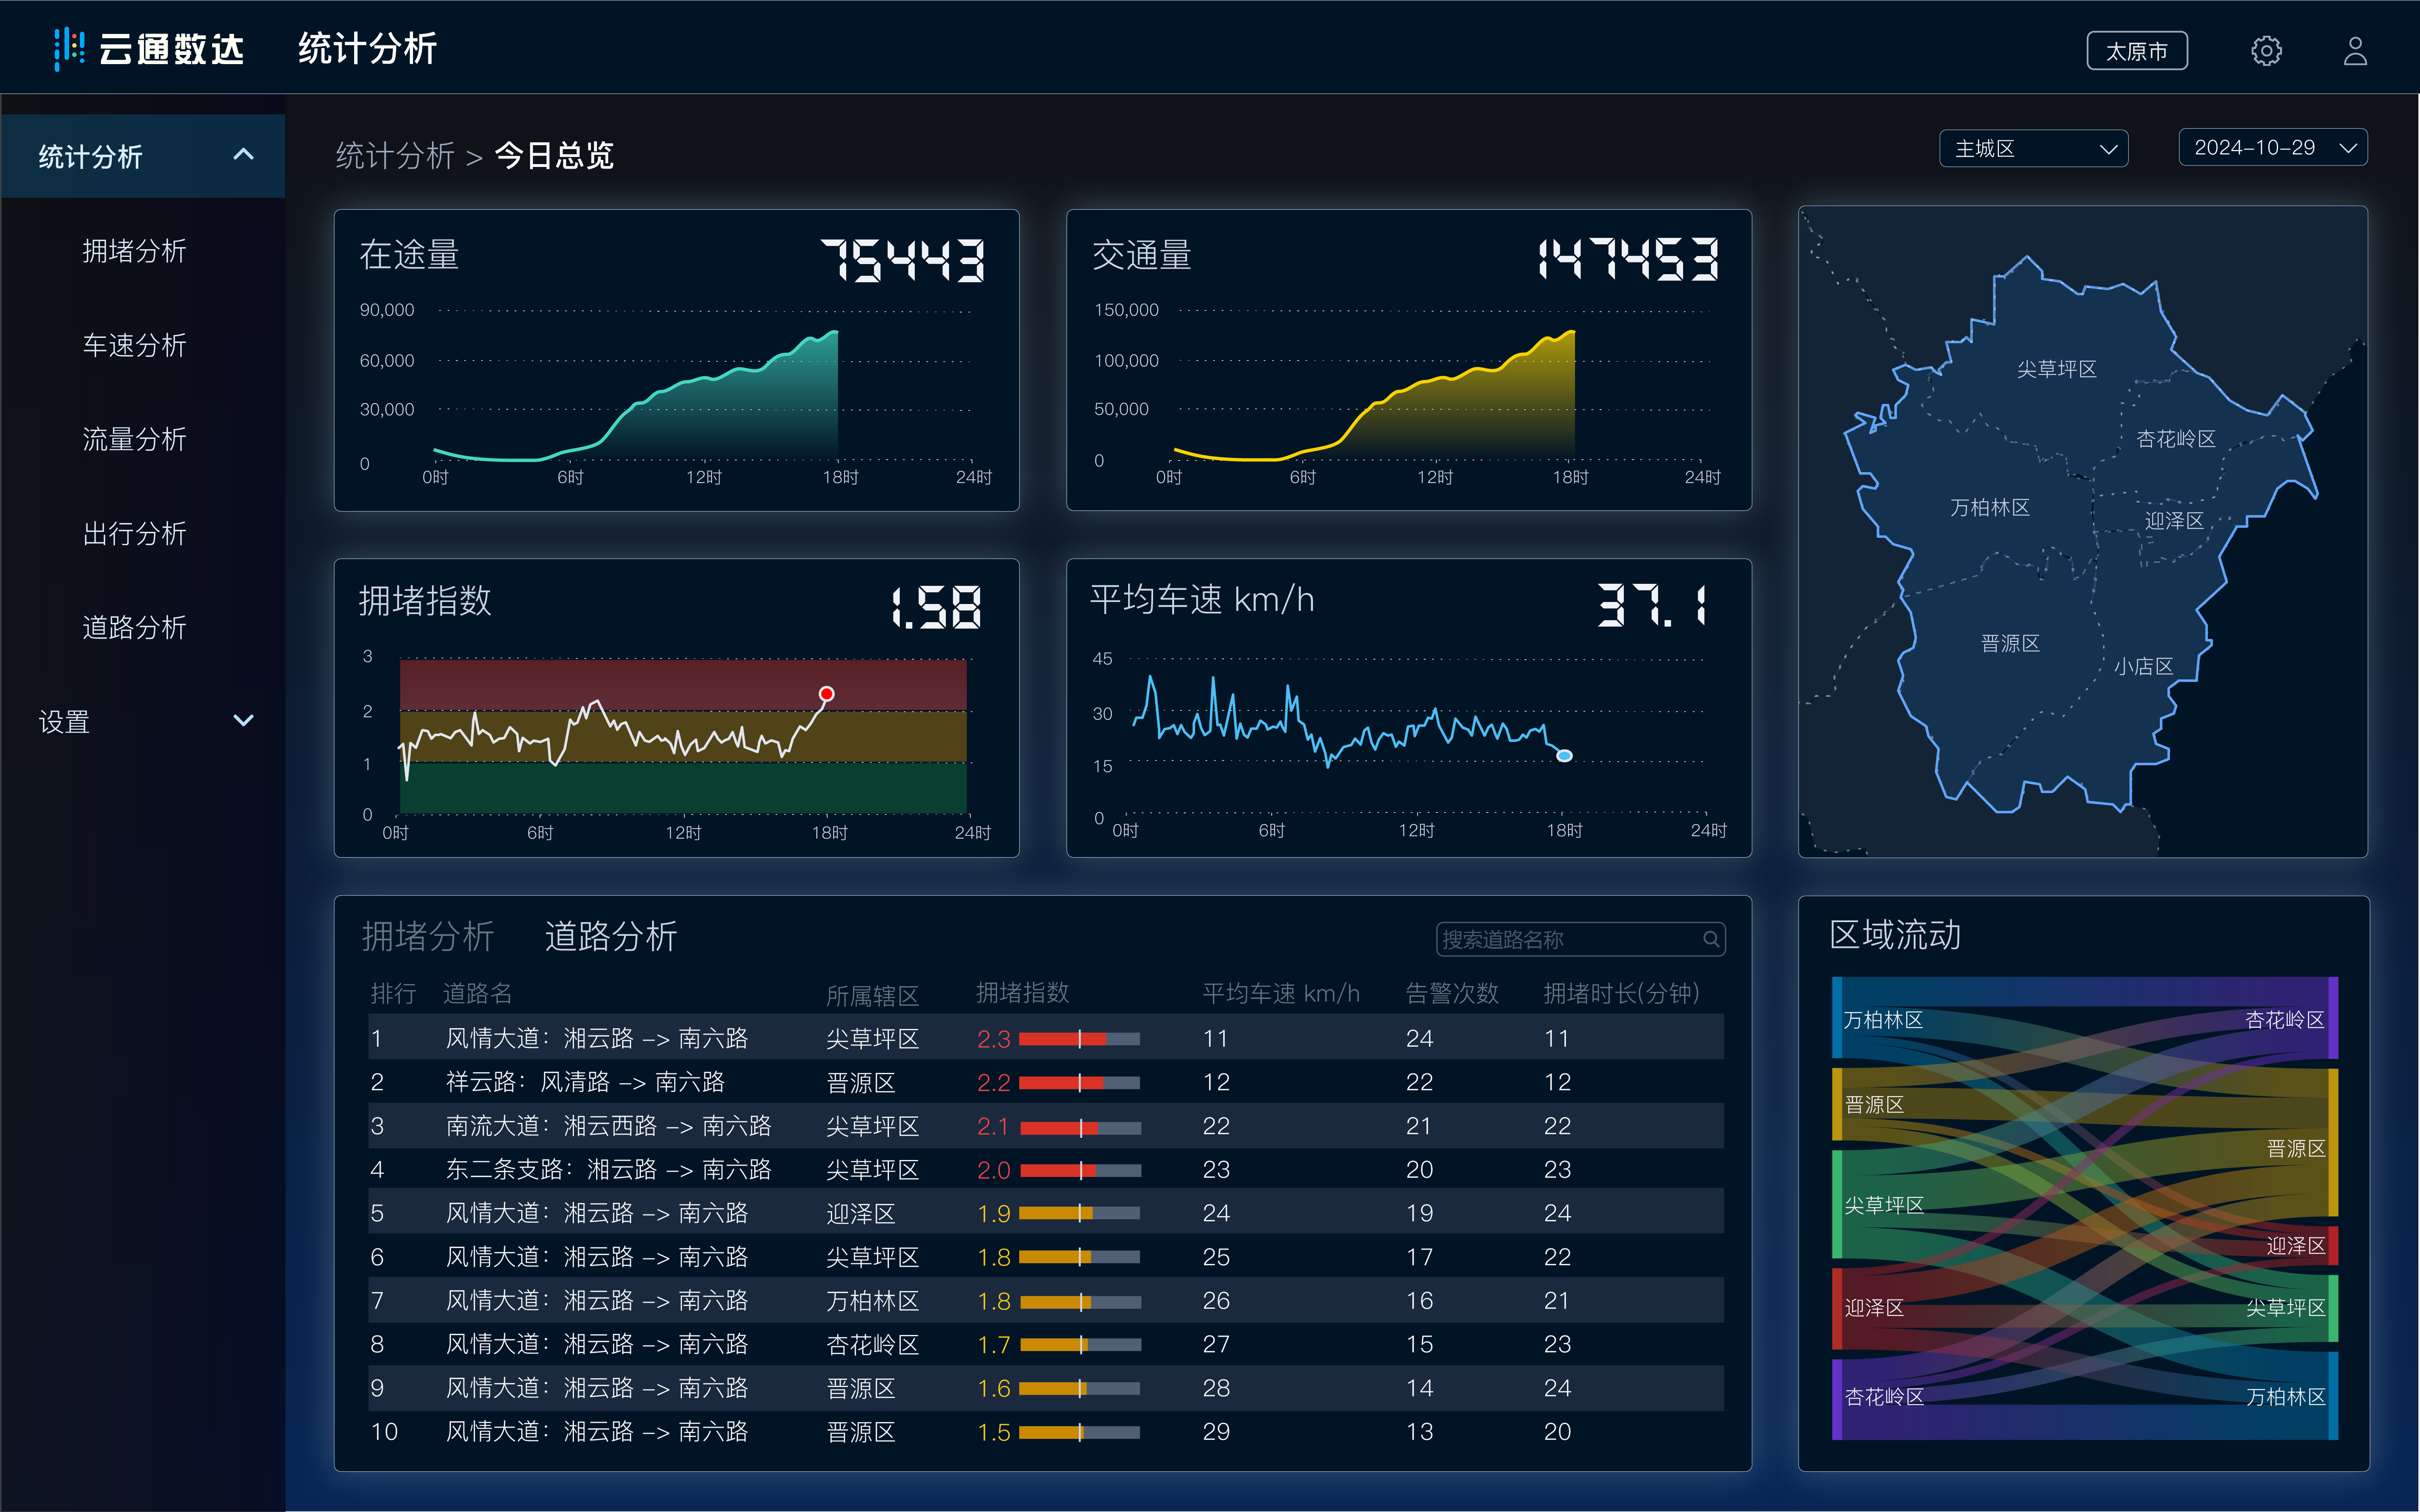 云通数达
统计分析
太原市
统计分析
拥堵分析
车速分析
流量分析
出行分析
道路分析
设置
统计分析 > 今日总览
主城区
2024-10-29
在途量
75443
90,000
60,000
30,000
0
0时 6时 12时 18时 24时
交通量
147453
150,000
100,000
50,000
0
0时 6时 12时 18时 24时
尖草坪区
杏花岭区
万柏林区
迎泽区
晋源区
小店区
拥堵指数
1.58
3
2
1
0
0时 6时 12时 18时 24时
平均车速 km/h
37.1
45
30
15
0
0时 6时 12时 18时 24时
拥堵分析 道路分析
搜索道路名称
排行 道路名 所属辖区 拥堵指数 平均车速 km/h 告警次数 拥堵时长(分钟)
1 风情大道：湘云路 -> 南六路 尖草坪区 2.3 11 24 11
2 祥云路：风清路 -> 南六路 晋源区 2.2 12 22 12
3 南流大道：湘云西路 -> 南六路 尖草坪区 2.1 22 21 22
4 东二条支路：湘云路 -> 南六路 尖草坪区 2.0 23 20 23
5 风情大道：湘云路 -> 南六路 迎泽区 1.9 24 19 24
6 风情大道：湘云路 -> 南六路 尖草坪区 1.8 25 17 22
7 风情大道：湘云路 -> 南六路 万柏林区 1.8 26 16 21
8 风情大道：湘云路 -> 南六路 杏花岭区 1.7 27 15 23
9 风情大道：湘云路 -> 南六路 晋源区 1.6 28 14 24
10 风情大道：湘云路 -> 南六路 晋源区 1.5 29 13 20
区域流动
万柏林区
晋源区
尖草坪区
迎泽区
杏花岭区
杏花岭区
晋源区
迎泽区
尖草坪区
万柏林区